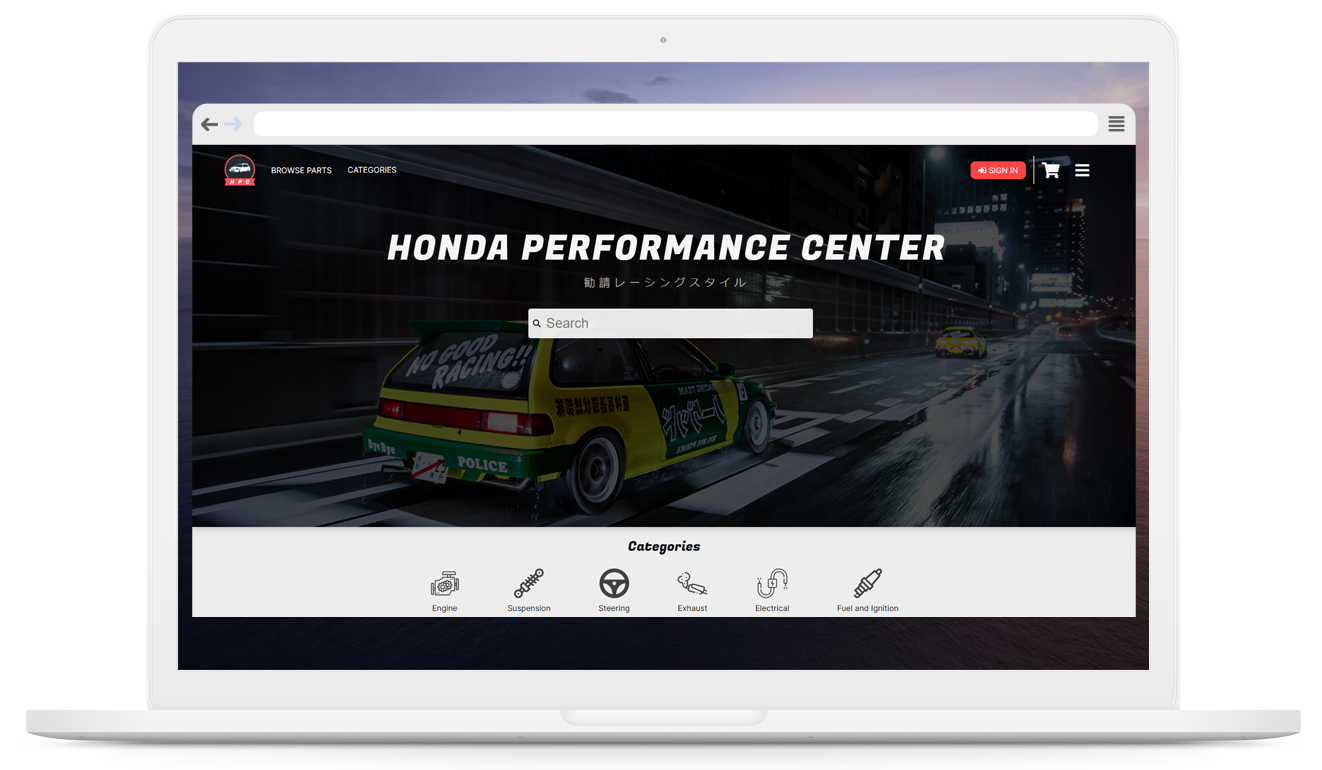 HPC
BROWSE PARTS
CATEGORIES
SIGN IN
HONDA PERFORMANCE CENTER
勧請レーシングスタイル
Search
NO GOOD
RACING!!
ByeBye
POLICE
Categories
Engine
Suspension
Steering
Exhaust
Electrical
Fuel and Ignition